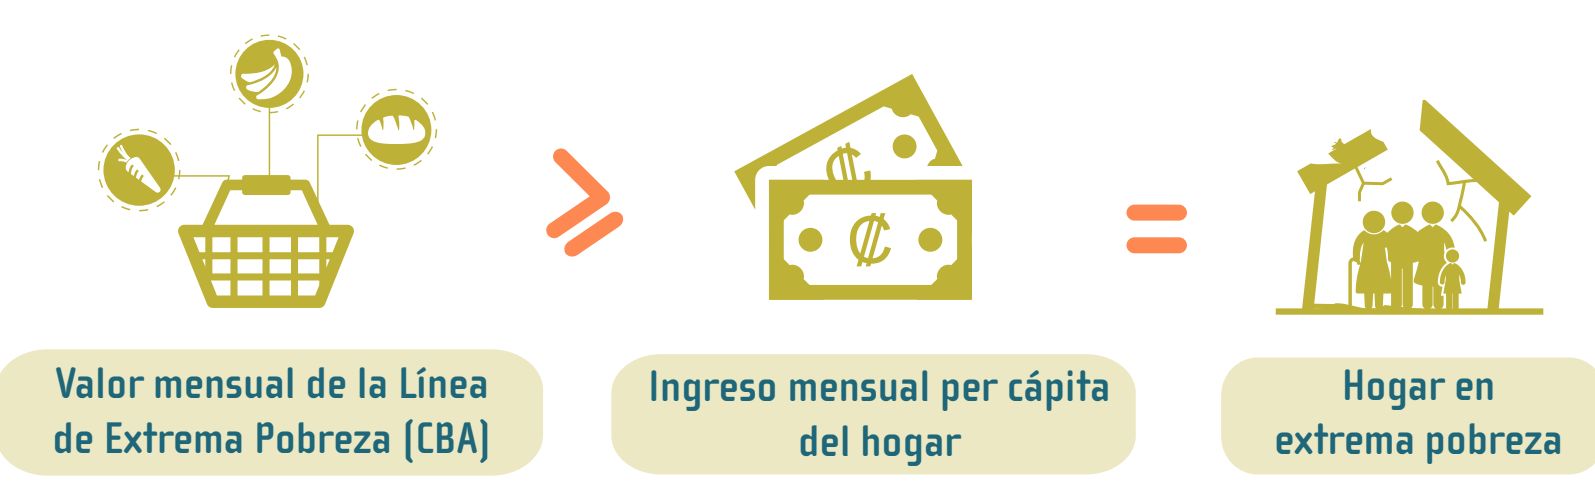 ₡
₡
Valor mensual de la Línea
de Extrema Pobreza (CBA)
Ingreso mensual per cápita
del hogar
Hogar en
extrema pobreza